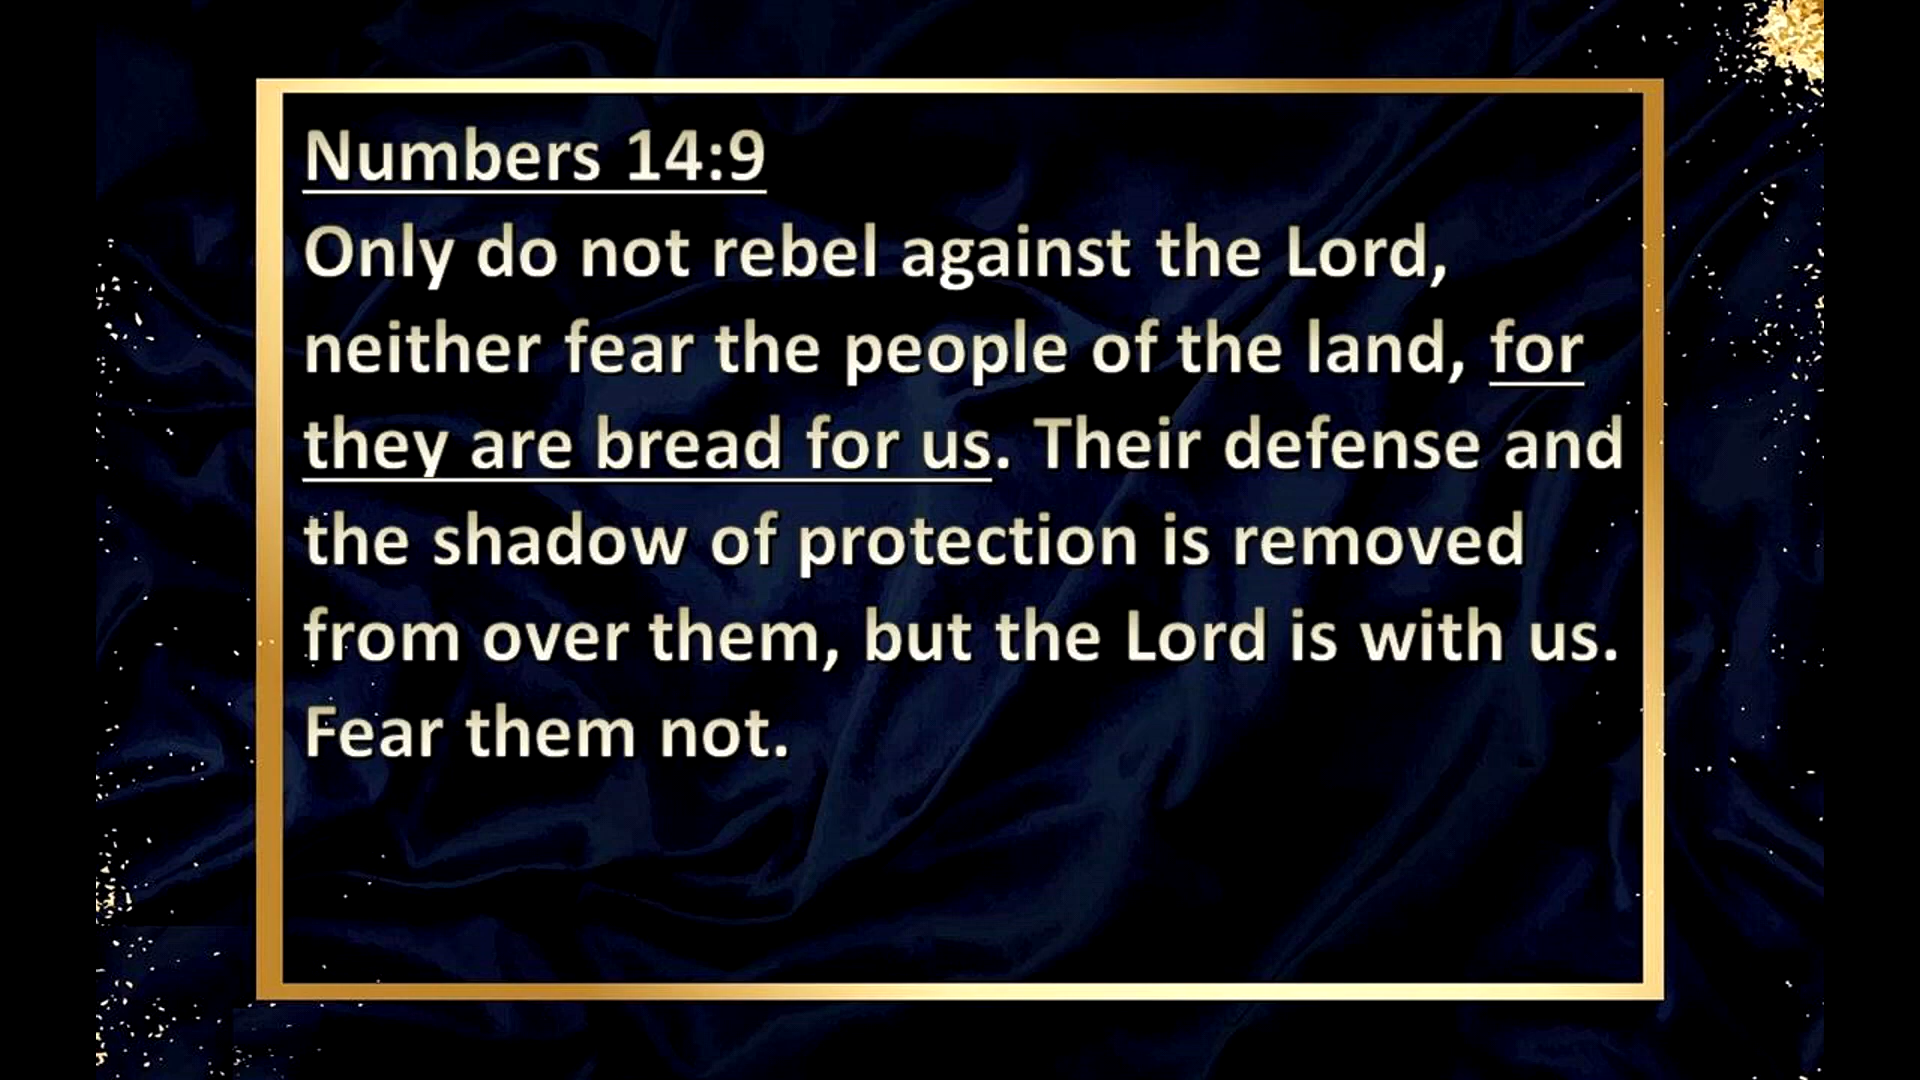 Numbers 14:9
Only do not rebel against the Lord,
neither fear the people of the land, for
they are bread for us. Their defense and
the shadow of protection is removed
from over them, but the Lord is with us.
Fear them not.